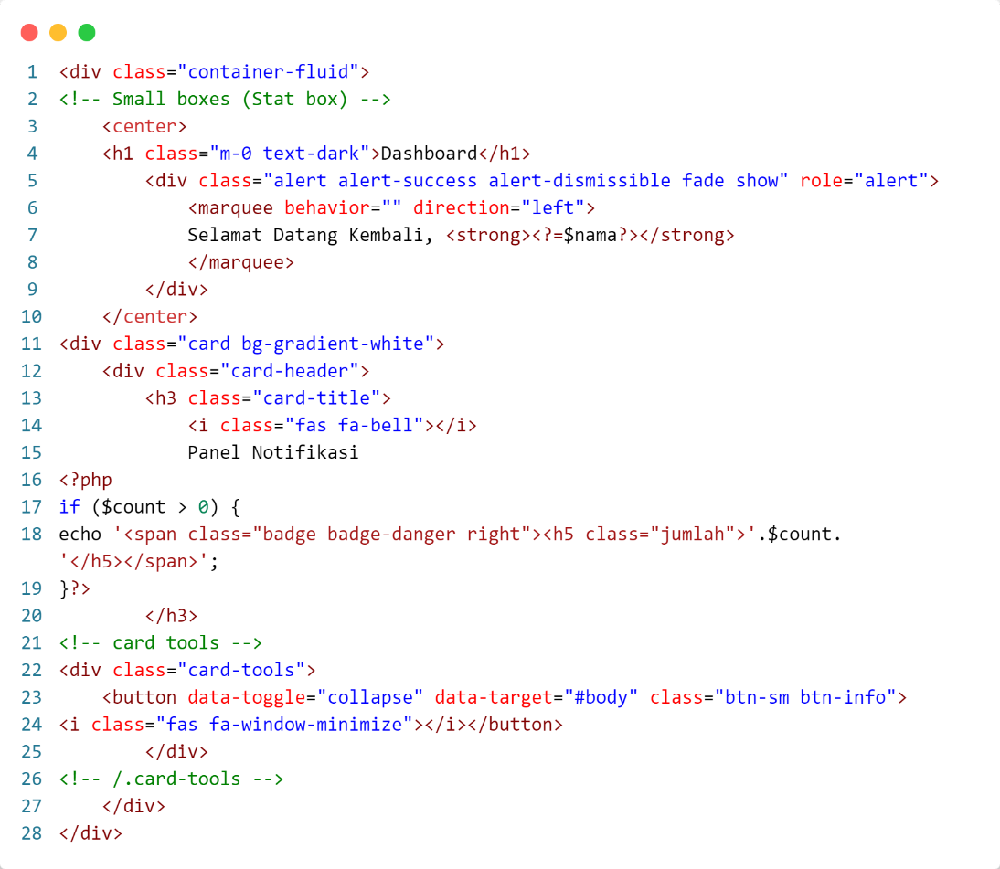 1 <div class="container-fluid">
2 <!-- Small boxes (Stat box) -->
3     <center>
4     <h1 class="m-0 text-dark">Dashboard</h1>
5         <div class="alert alert-success alert-dismissible fade show" role="alert">
6             <marquee behavior="" direction="left">
7             Selamat Datang Kembali, <strong><?=$nama?></strong>
8             </marquee>
9         </div>
10     </center>
11 <div class="card bg-gradient-white">
12     <div class="card-header">
13         <h3 class="card-title">
14             <i class="fas fa-bell"></i>
15             Panel Notifikasi
16 <?php
17 if ($count > 0) {
18 echo '<span class="badge badge-danger right"><h5 class="jumlah">'.$count.
'</h5></span>';
19 }?>
20         </h3>
21 <!-- card tools -->
22 <div class="card-tools">
23     <button data-toggle="collapse" data-target="#body" class="btn-sm btn-info">
24 <i class="fas fa-window-minimize"></i></button>
25         </div>
26 <!-- /.card-tools -->
27     </div>
28 </div>